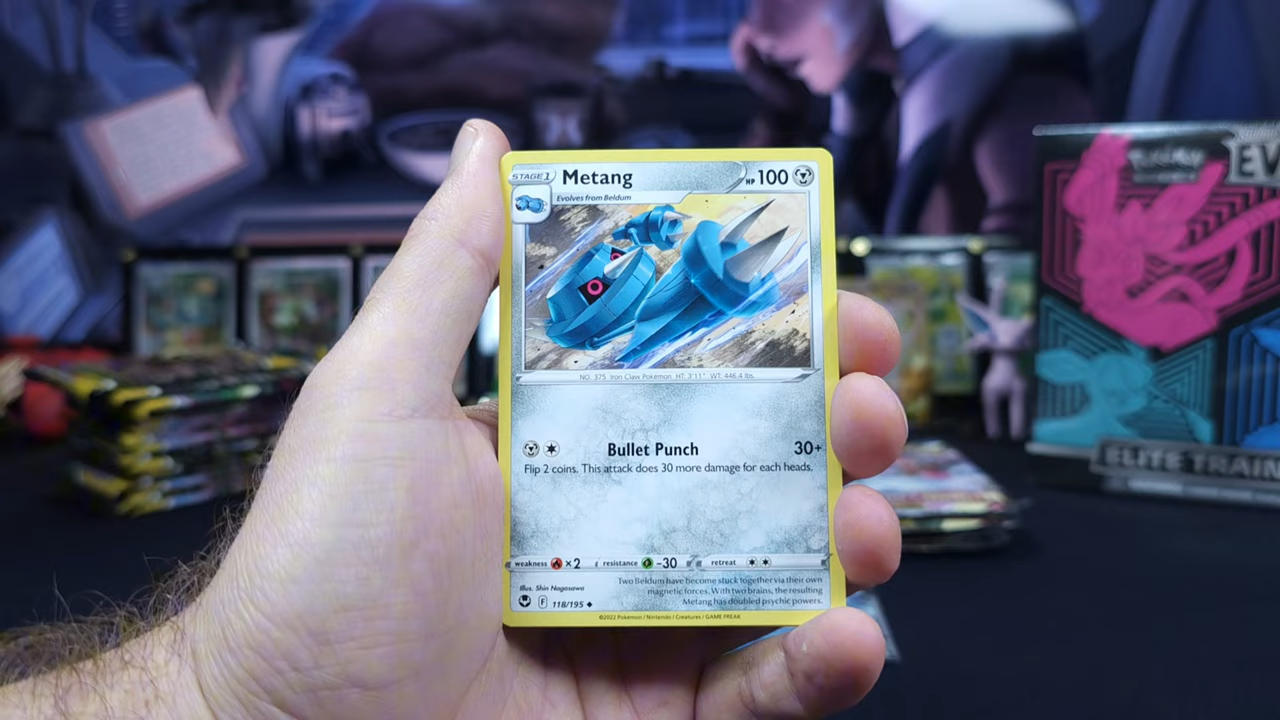 STAGE 1 Metang HP 100
Evolves from Beldum
NO. 375 Iron Claw Pokémon HT: 3'11" WT: 446.4 lbs.
Bullet Punch 30+
Flip 2 coins. This attack does 30 more damage for each heads.
weakness ×2 resistance -30 retreat
Two Beldum have become stuck together via their own
magnetic forces. With two brains, the resulting
Metang has doubled psychic powers.
Illus. Shin Nagasawa
F 118/195
©2022 Pokémon / Nintendo / Creatures / GAME FREAK
EV
ELITE TRAIN